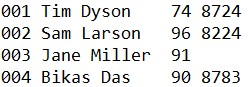 001 Tim Dyson    74 8724
002 Sam Larson   96 8224
003 Jane Miller  91
004 Bikas Das    90 8783